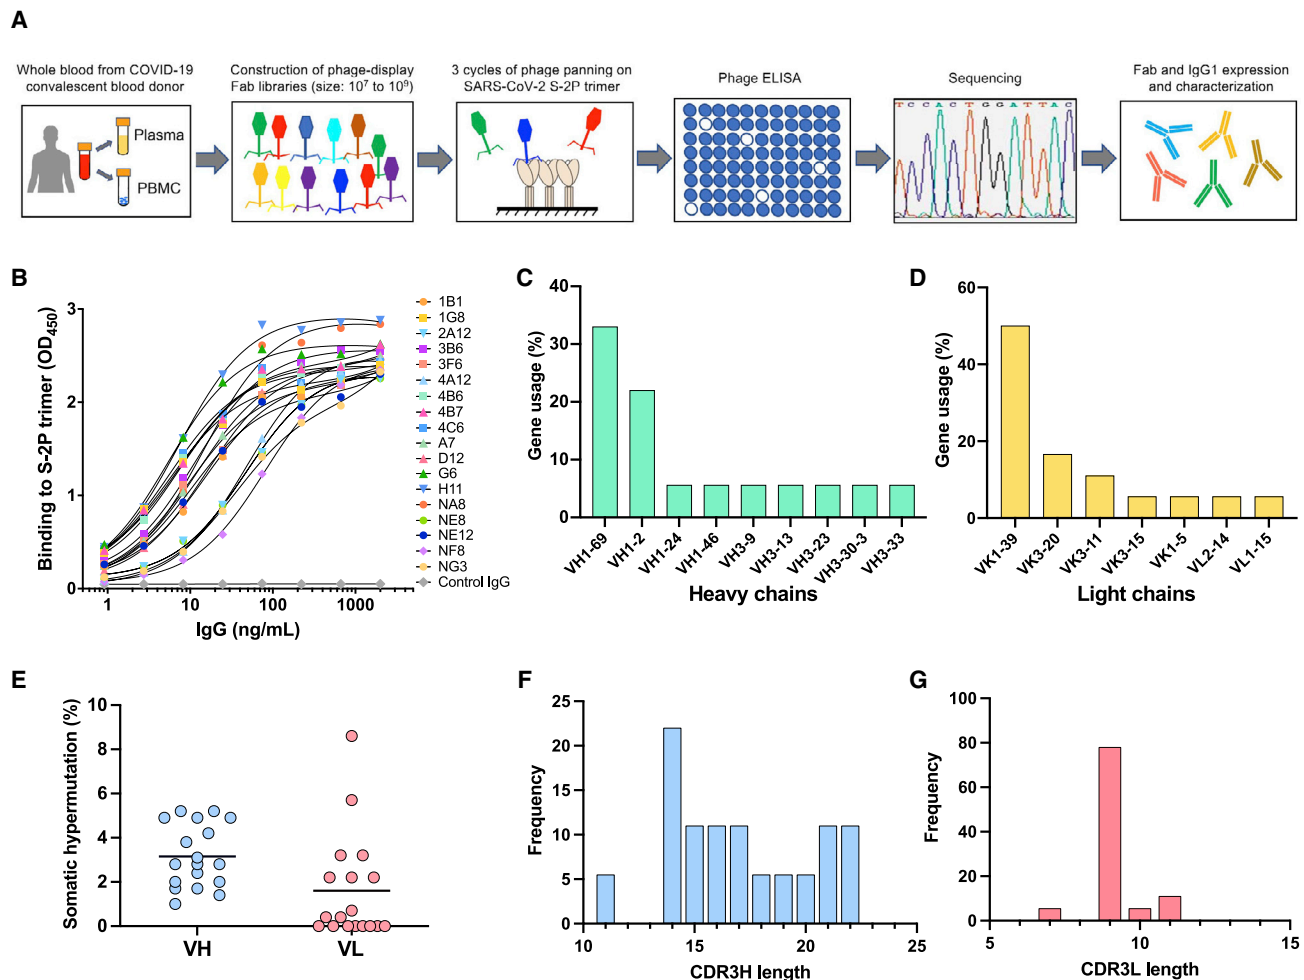 A
Whole blood from COVID-19
convalescent blood donor
Plasma
PBMC
Construction of phage-display
Fab libraries (size: 10⁷ to 10⁹)
3 cycles of phage panning on
SARS-CoV-2 S-2P trimer
Phage ELISA
Sequencing
T C C A C T G G A T T A C
Fab and IgG1 expression
and characterization
B
Binding to S-2P trimer (OD₄₅₀)
3
2
1
0
1 10 100 1000
IgG (ng/mL)
1B1
1G8
2A12
3B6
3F6
4A12
4B6
4B7
4C6
A7
D12
G6
H11
NA8
NE8
NE12
NF8
NG3
Control IgG
C
Gene usage (%)
40
30
20
10
0
VH1-69 VH1-2 VH1-24 VH1-46 VH3-9 VH3-13 VH3-23 VH3-30-3 VH3-33
Heavy chains
D
Gene usage (%)
60
40
20
0
VK1-39 VK3-20 VK3-11 VK3-15 VK1-5 VL2-14 VL1-15
Light chains
E
Somatic hypermutation (%)
10
8
6
4
2
0
VH VL
F
Frequency
25
20
15
10
5
0
10 15 20 25
CDR3H length
G
Frequency
100
80
60
40
20
0
5 10 15
CDR3L length